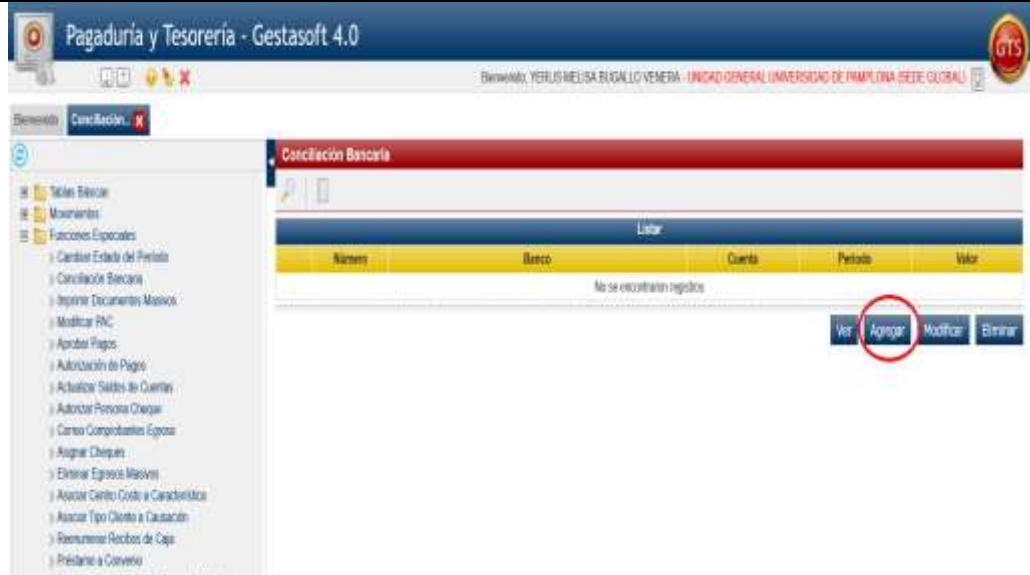 Pagaduría y Tesorería - Gestasoft 4.0
GTS
Bienvenido, YERLIS MELISA BUGALLO VENERA - UNIDAD GENERAL UNIVERSIDAD DE PAMPLONA (SEDE GLOBAL)
Bienvenido
Conciliación...
Conciliación Bancaria
Tablas Básicas
Movimientos
Funciones Especiales
Cambiar Estado del Periodo
Conciliación Bancaria
Imprimir Documentos Masivos
Modificar PAC
Aprobar Pagos
Autorización de Pagos
Actualizar Saldos de Cuentas
Autorizar Persona Cheque
Correo Comprobantes Egreso
Asignar Cheques
Eliminar Egresos Masivos
Asociar Centro Costo a Característica
Asociar Tipo Cliente a Causación
Renumerar Recibos de Caja
Préstamo a Convenio
Listar
Número Banco Cuenta Periodo Valor
No se encontraron registros
Ver Agregar Modificar Eliminar